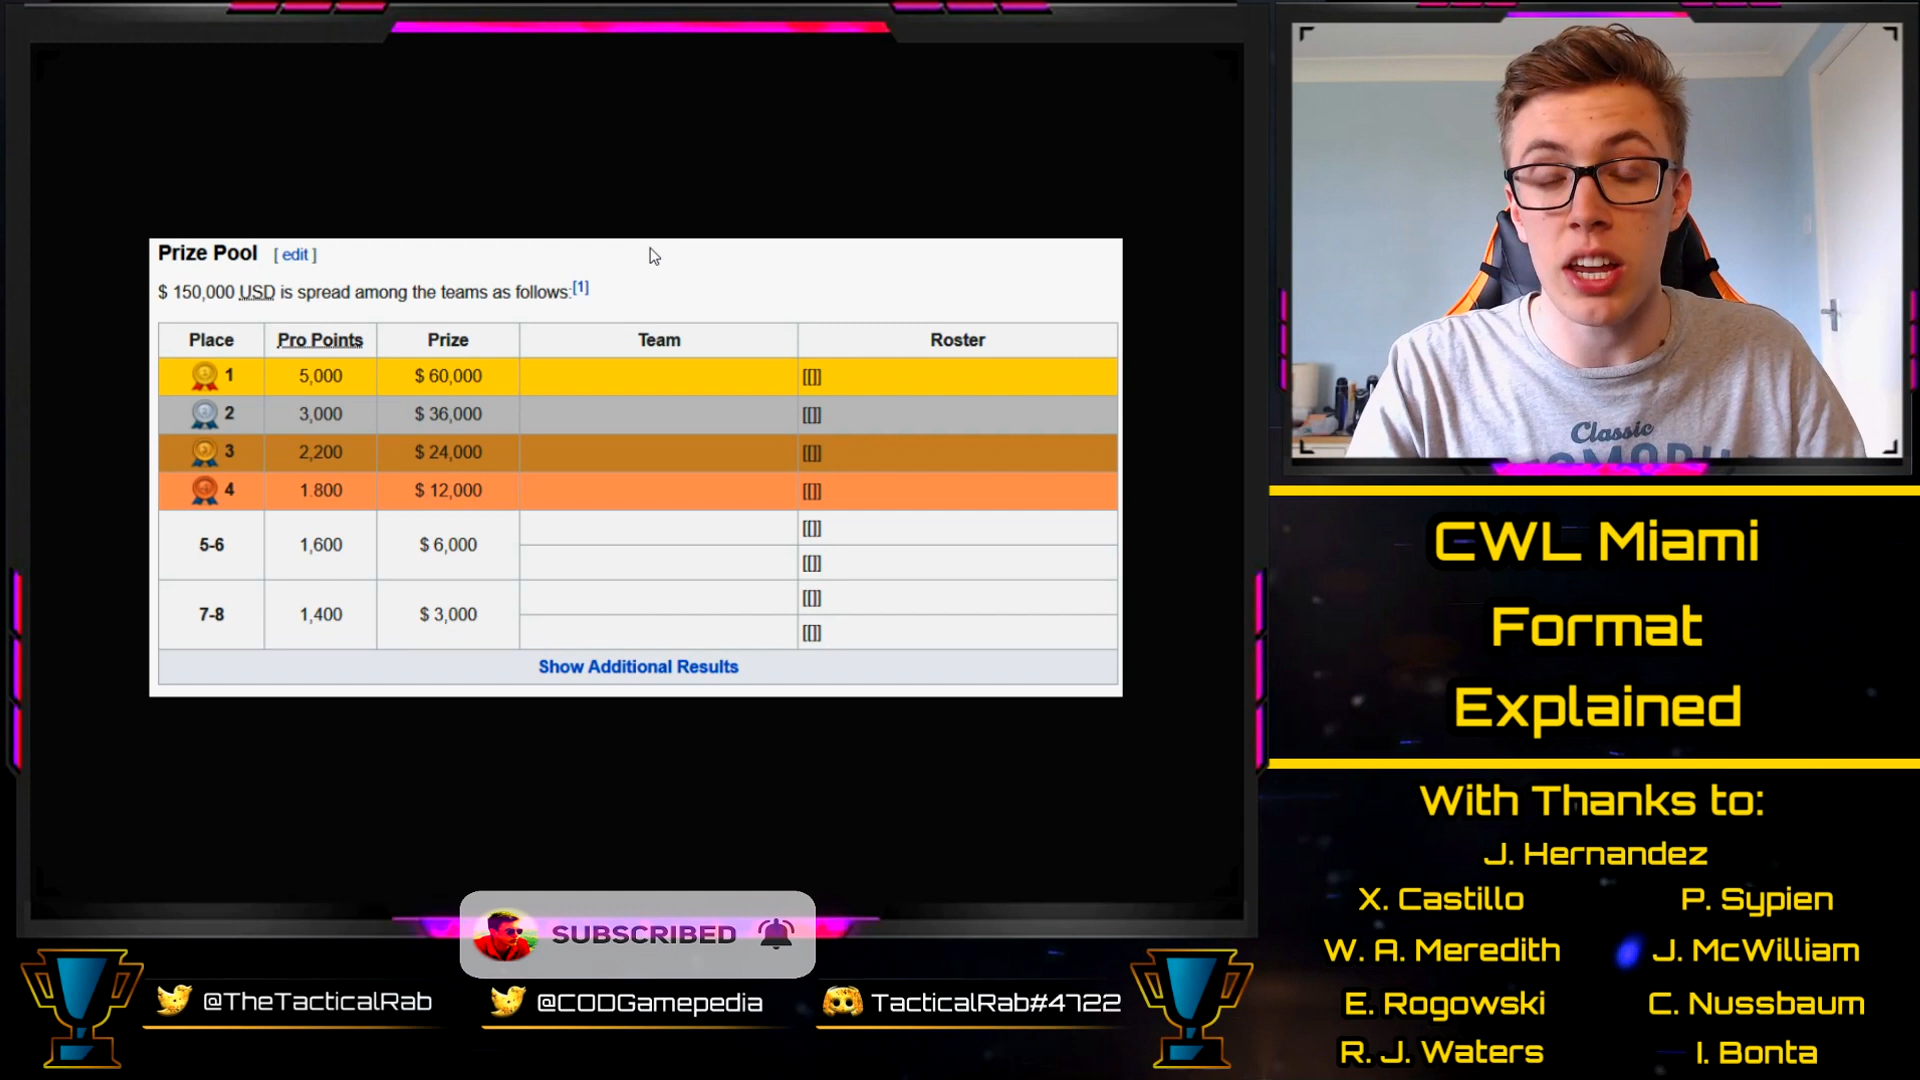 Prize Pool [ edit ]
$ 150,000 USD is spread among the teams as follows:[1]
Place Pro Points Prize Team Roster
1 5,000 $ 60,000 [[]]
2 3,000 $ 36,000 [[]]
3 2,200 $ 24,000 [[]]
4 1.800 $ 12,000 [[]]
5-6 1,600 $ 6,000 [[]]
[[]]
7-8 1,400 $ 3,000 [[]]
[[]]
Show Additional Results
Classic
CWL Miami
Format
Explained
With Thanks to:
J. Hernandez
X. Castillo P. Sypien
W. A. Meredith J. McWilliam
E. Rogowski C. Nussbaum
R. J. Waters I. Bonta
SUBSCRIBED
@TheTacticalRab @CODGamepedia TacticalRab#4722